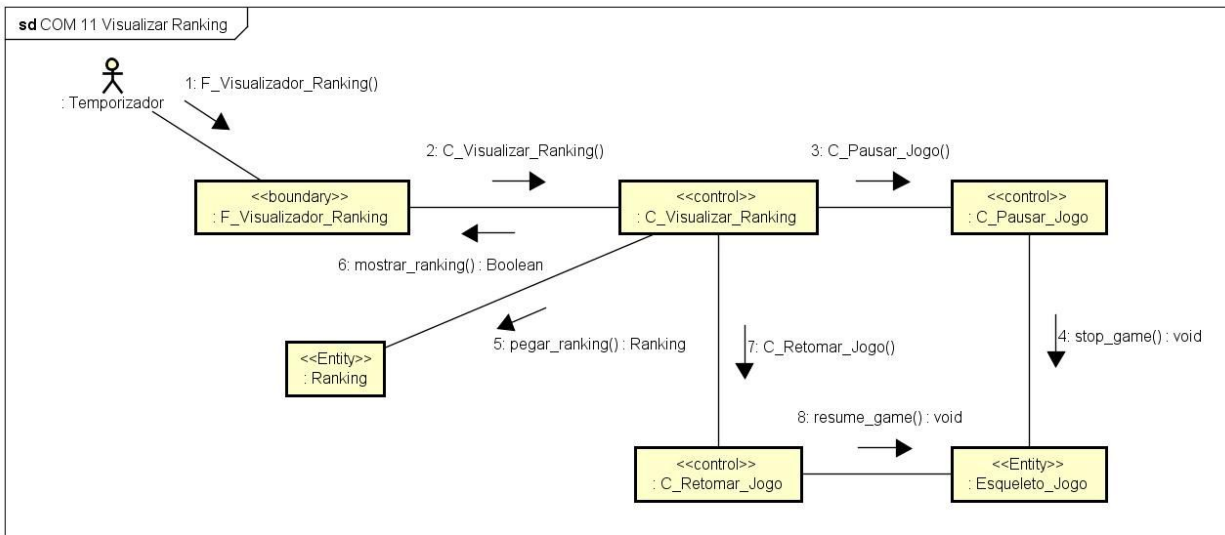 sd COM 11 Visualizar Ranking
1: F_Visualizador_Ranking()
: Temporizador
2: C_Visualizar_Ranking()
3: C_Pausar_Jogo()
<<boundary>>
: F_Visualizador_Ranking
<<control>>
: C_Visualizar_Ranking
<<control>>
: C_Pausar_Jogo
6: mostrar_ranking() : Boolean
5: pegar_ranking() : Ranking
7: C_Retomar_Jogo()
4: stop_game() : void
<<Entity>>
: Ranking
8: resume_game() : void
<<control>>
: C_Retomar_Jogo
<<Entity>>
: Esqueleto_Jogo